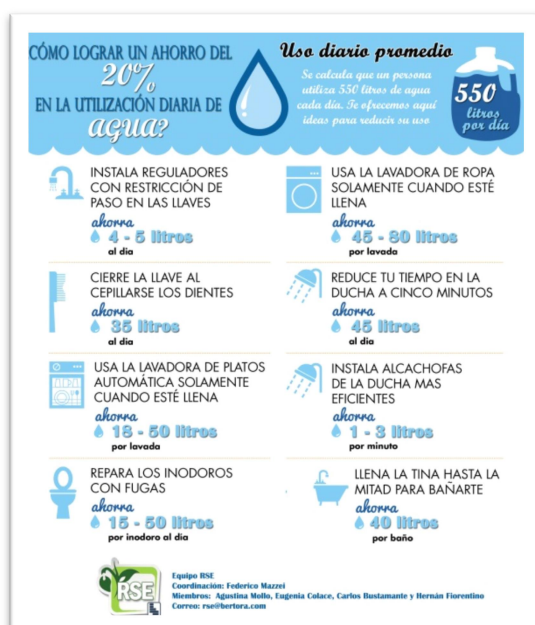 CÓMO LOGRAR UN AHORRO DEL
20%
EN LA UTILIZACIÓN DIARIA DE
AGUA?
Uso diario promedio
Se calcula que un persona
utiliza 550 litros de agua
cada día. Te ofrecemos aquí
ideas para reducir su uso
550
litros
por día
INSTALA REGULADORES
CON RESTRICCIÓN DE
PASO EN LAS LLAVES
ahorra
4 - 5 litros
al día
USA LA LAVADORA DE ROPA
SOLAMENTE CUANDO ESTÉ
LLENA
ahorra
45 - 80 litros
por lavada
CIERRE LA LLAVE AL
CEPILLARSE LOS DIENTES
ahorra
35 litros
al día
REDUCE TU TIEMPO EN LA
DUCHA A CINCO MINUTOS
ahorra
45 litros
al día
USA LA LAVADORA DE PLATOS
AUTOMÁTICA SOLAMENTE
CUANDO ESTÉ LLENA
ahorra
18 - 50 litros
por lavada
INSTALA ALCACHOFAS
DE LA DUCHA MAS
EFICIENTES
ahorra
1 - 3 litros
por minuto
REPARA LOS INODOROS
CON FUGAS
ahorra
15 - 50 litros
por inodoro al día
LLENA LA TINA HASTA LA
MITAD PARA BAÑARTE
ahorra
40 litros
por baño
RSE
Equipo RSE
Coordinación: Federico Mazzei
Miembros: Agustina Mollo, Eugenia Colace, Carlos Bustamante y Hernán Fiorentino
Correo: rse@bertora.com